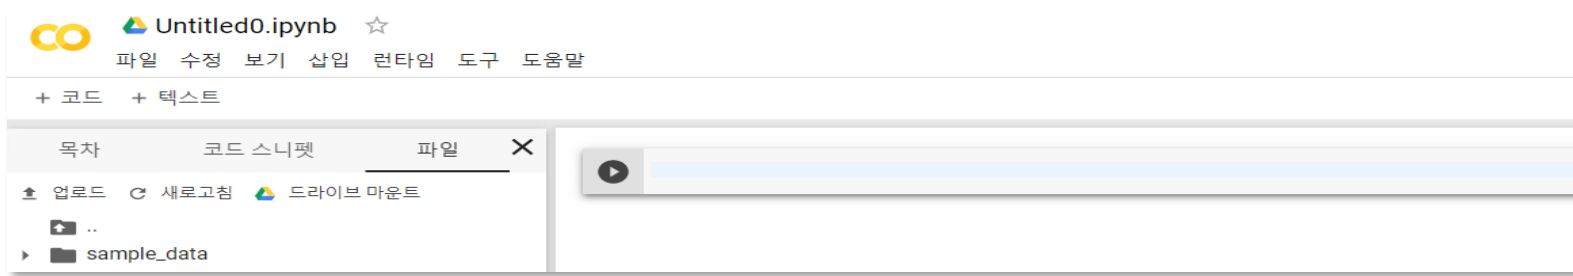 CO Untitled0.ipynb
파일 수정 보기 삽입 런타임 도구 도움말
+ 코드 + 텍스트
목차 코드 스니펫 파일 X
업로드 새로고침 드라이브 마운트
..
sample_data